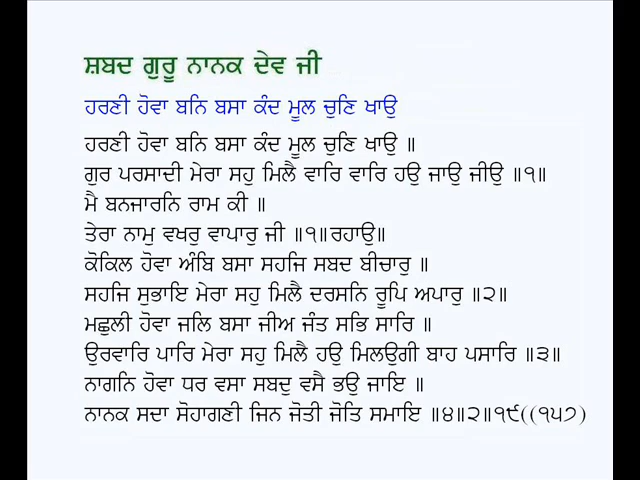 ਸ਼ਬਦ ਗੁਰੂ ਨਾਨਕ ਦੇਵ ਜੀ
ਹਰਣੀ ਹੋਵਾ ਬਨਿ ਬਸਾ ਕੰਦ ਮੂਲ ਚੁਣਿ ਖਾਉ
ਹਰਣੀ ਹੋਵਾ ਬਨਿ ਬਸਾ ਕੰਦ ਮੂਲ ਚੁਣਿ ਖਾਉ ॥
ਗੁਰ ਪਰਸਾਦੀ ਮੇਰਾ ਸਹੁ ਮਿਲੈ ਵਾਰਿ ਵਾਰਿ ਹਉ ਜਾਉ ਜੀਉ ॥੧॥
ਮੈ ਬਨਜਾਰਨਿ ਰਾਮ ਕੀ ॥
ਤੇਰਾ ਨਾਮੁ ਵਖਰੁ ਵਾਪਾਰੁ ਜੀ ॥੧॥ਰਹਾਉ॥
ਕੋਕਿਲ ਹੋਵਾ ਅੰਬਿ ਬਸਾ ਸਹਜਿ ਸਬਦ ਬੀਚਾਰੁ ॥
ਸਹਜਿ ਸੁਭਾਇ ਮੇਰਾ ਸਹੁ ਮਿਲੈ ਦਰਸਨਿ ਰੂਪਿ ਅਪਾਰੁ ॥੨॥
ਮਛੁਲੀ ਹੋਵਾ ਜਲਿ ਬਸਾ ਜੀਅ ਜੰਤ ਸਭਿ ਸਾਰਿ ॥
ਉਰਵਾਰਿ ਪਾਰਿ ਮੇਰਾ ਸਹੁ ਮਿਲੈ ਹਉ ਮਿਲਉਗੀ ਬਾਹ ਪਸਾਰਿ ॥੩॥
ਨਾਗਨਿ ਹੋਵਾ ਧਰ ਵਸਾ ਸਬਦੁ ਵਸੈ ਭਉ ਜਾਇ ॥
ਨਾਨਕ ਸਦਾ ਸੋਹਾਗਣੀ ਜਿਨ ਜੋਤੀ ਜੋਤਿ ਸਮਾਇ ॥੪॥੨॥੧੯((੧੫੭)